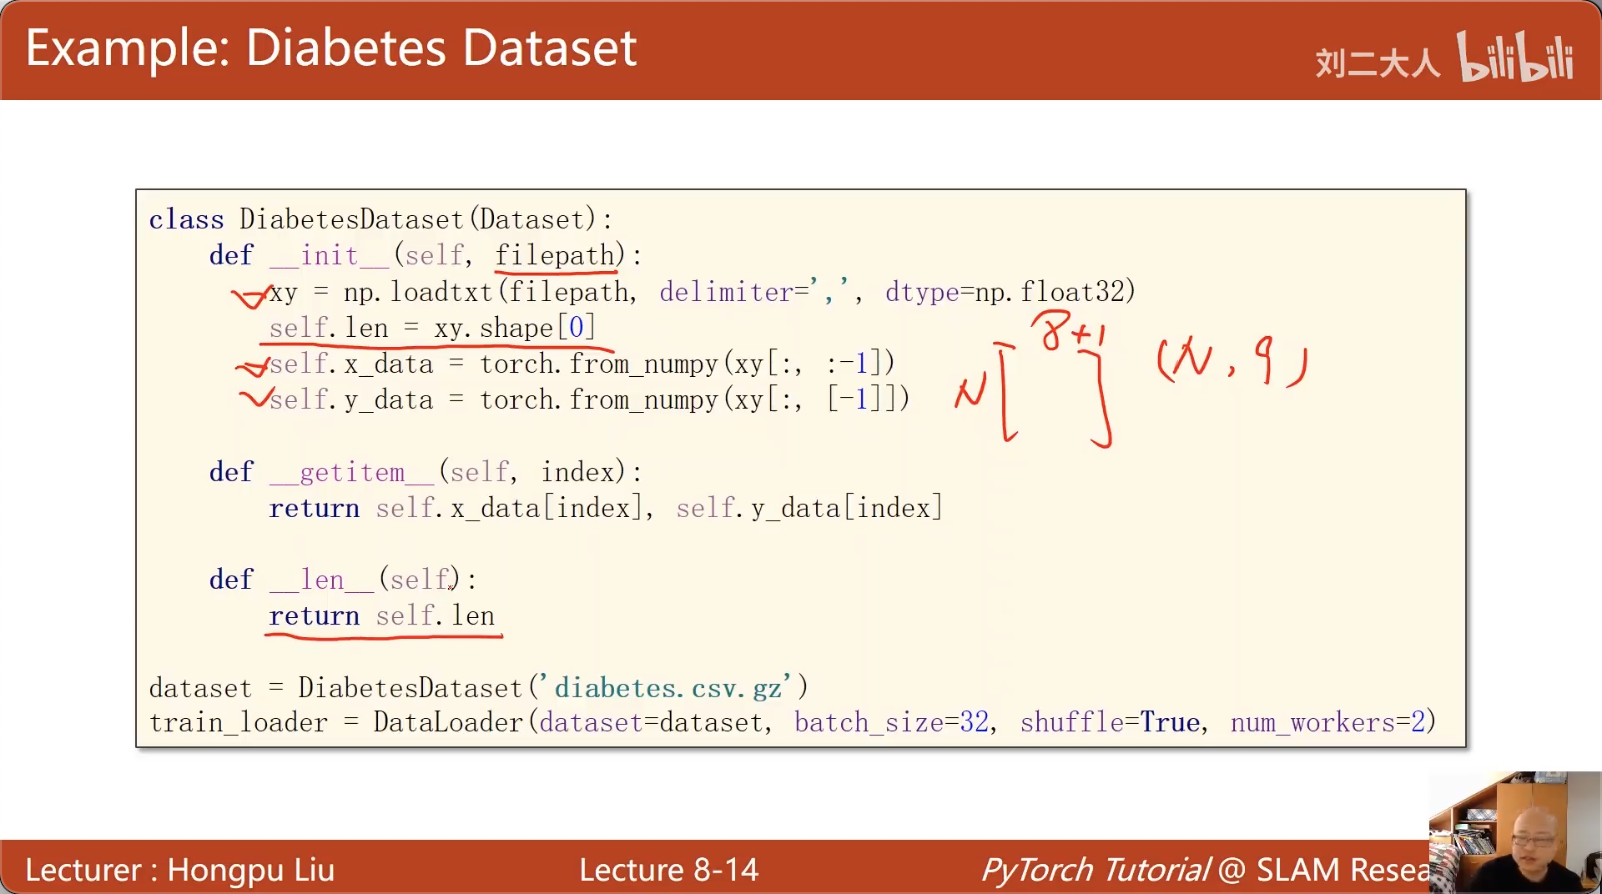 Example: Diabetes Dataset
刘二大人 bilibili
class DiabetesDataset(Dataset):
def __init__(self, filepath):
xy = np.loadtxt(filepath, delimiter=',', dtype=np.float32)
self.len = xy.shape[0]
self.x_data = torch.from_numpy(xy[:, :-1])
self.y_data = torch.from_numpy(xy[:, [-1]])
8+1
N [ ]
(N, 9)
def __getitem__(self, index):
return self.x_data[index], self.y_data[index]
def __len__(self):
return self.len
dataset = DiabetesDataset('diabetes.csv.gz')
train_loader = DataLoader(dataset=dataset, batch_size=32, shuffle=True, num_workers=2)
Lecturer : Hongpu Liu
Lecture 8-14
PyTorch Tutorial @ SLAM Resea